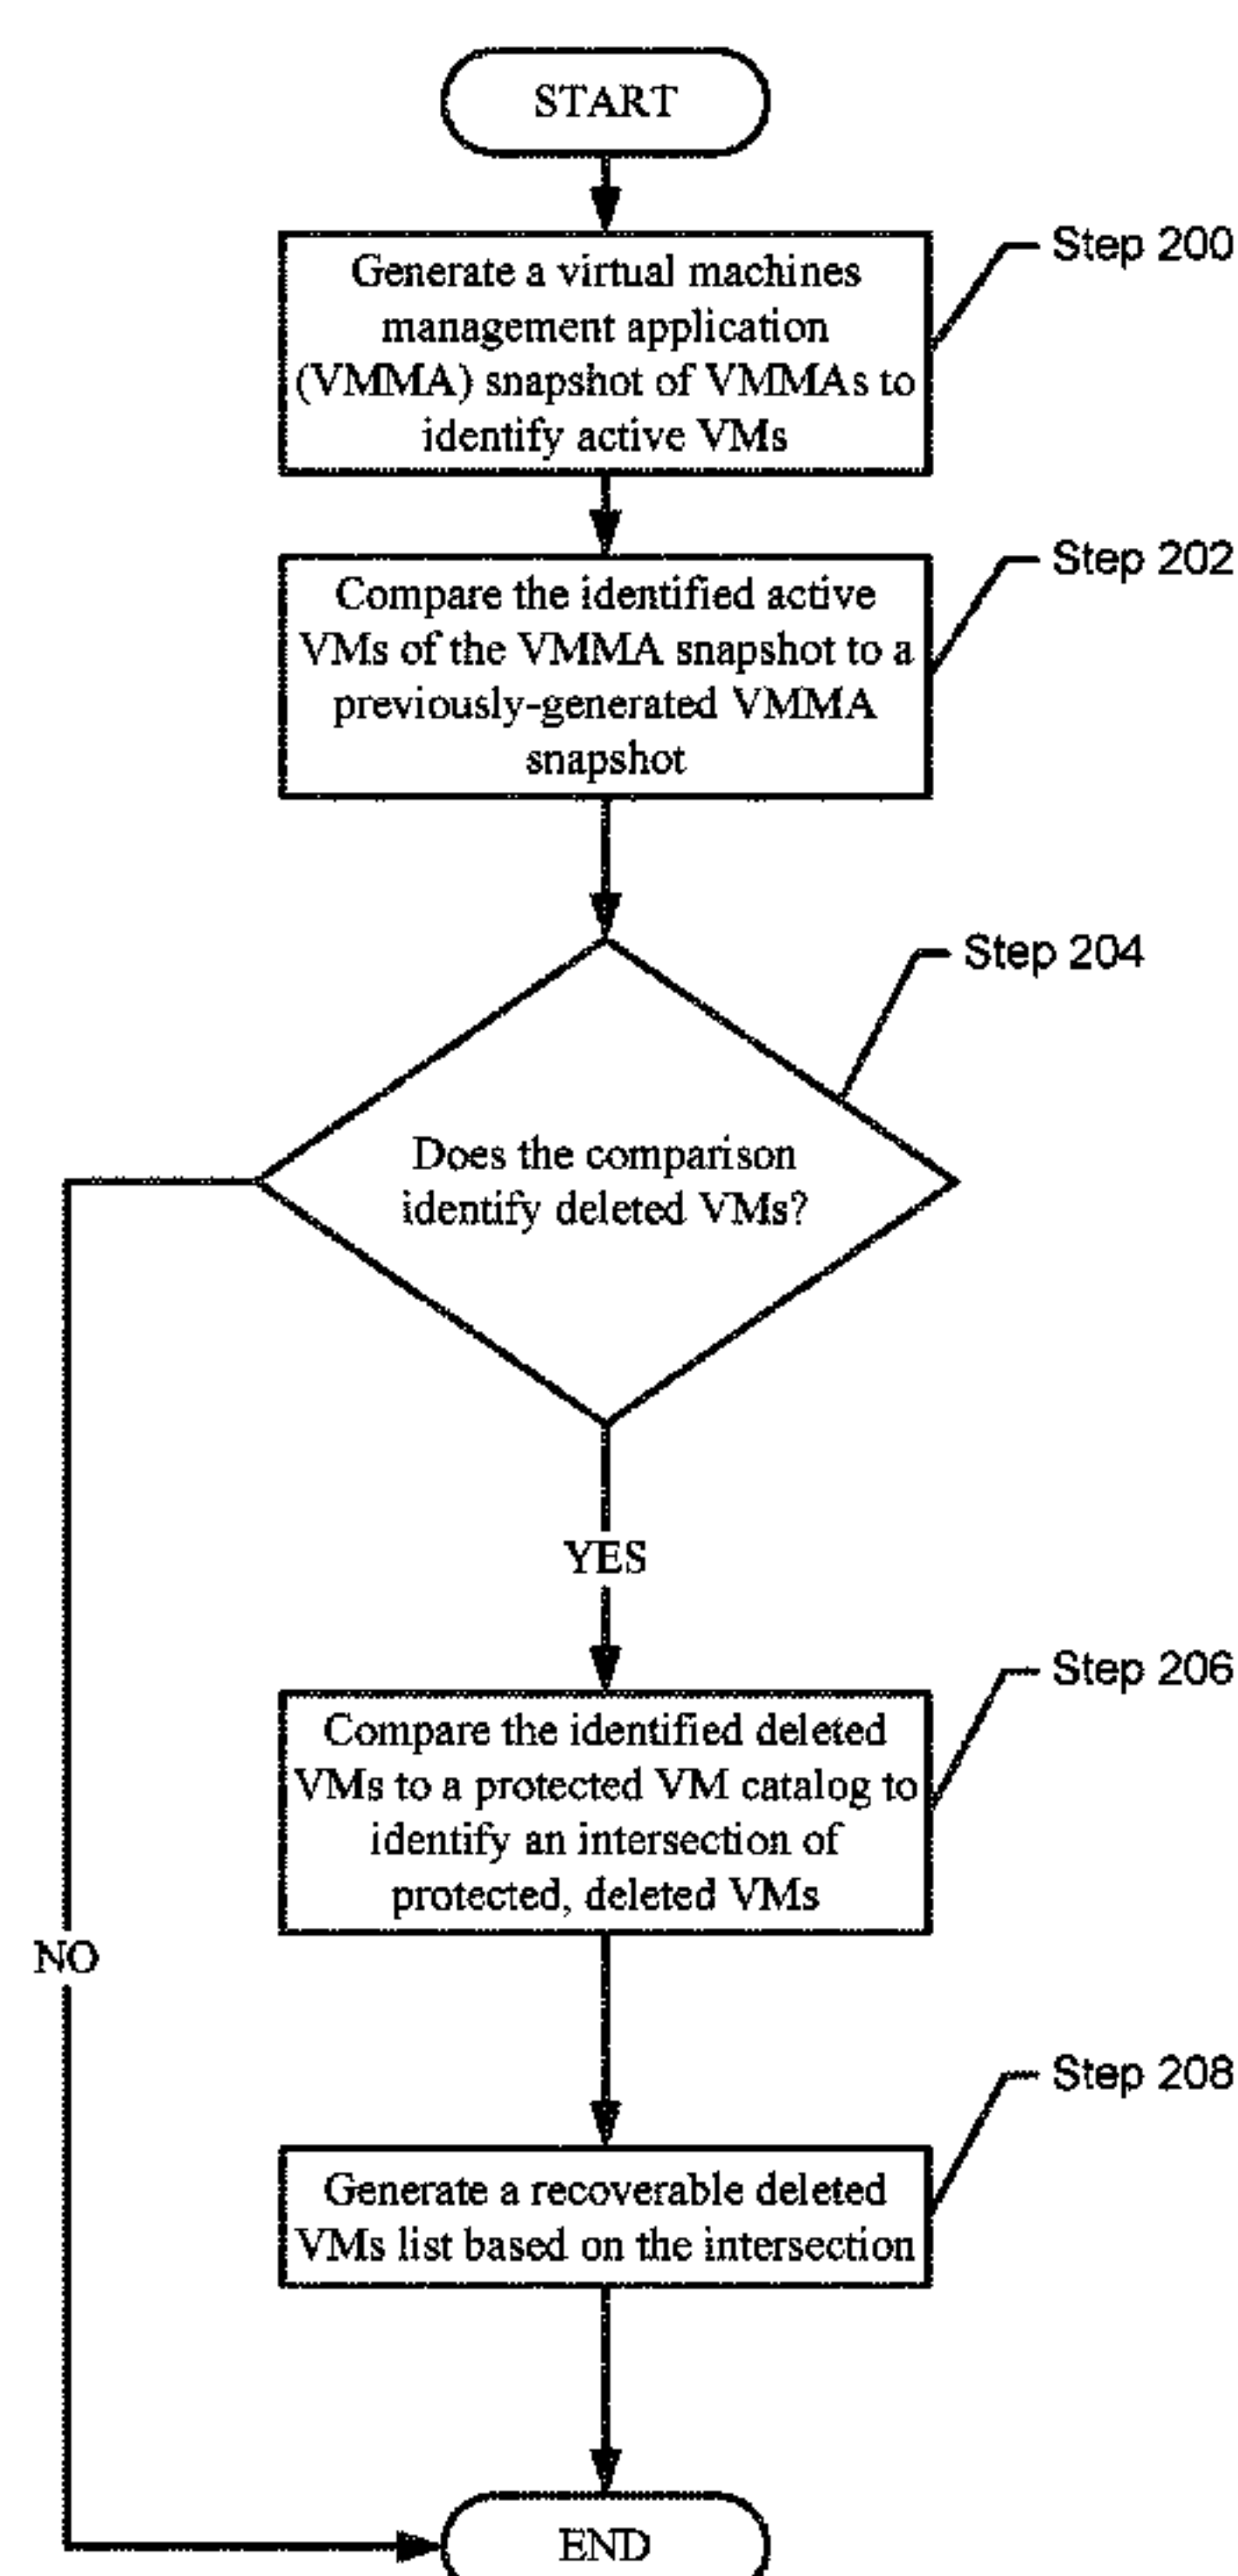 START
Step 200
Generate a virtual machines
management application
(VMMA) snapshot of VMMAs to
identify active VMs
Step 202
Compare the identified active
VMs of the VMMA snapshot to a
previously-generated VMMA
snapshot
Step 204
Does the comparison
identify deleted VMs?
YES
Step 206
Compare the identified deleted
VMs to a protected VM catalog to
identify an intersection of
protected, deleted VMs
NO
Step 208
Generate a recoverable deleted
VMs list based on the intersection
END